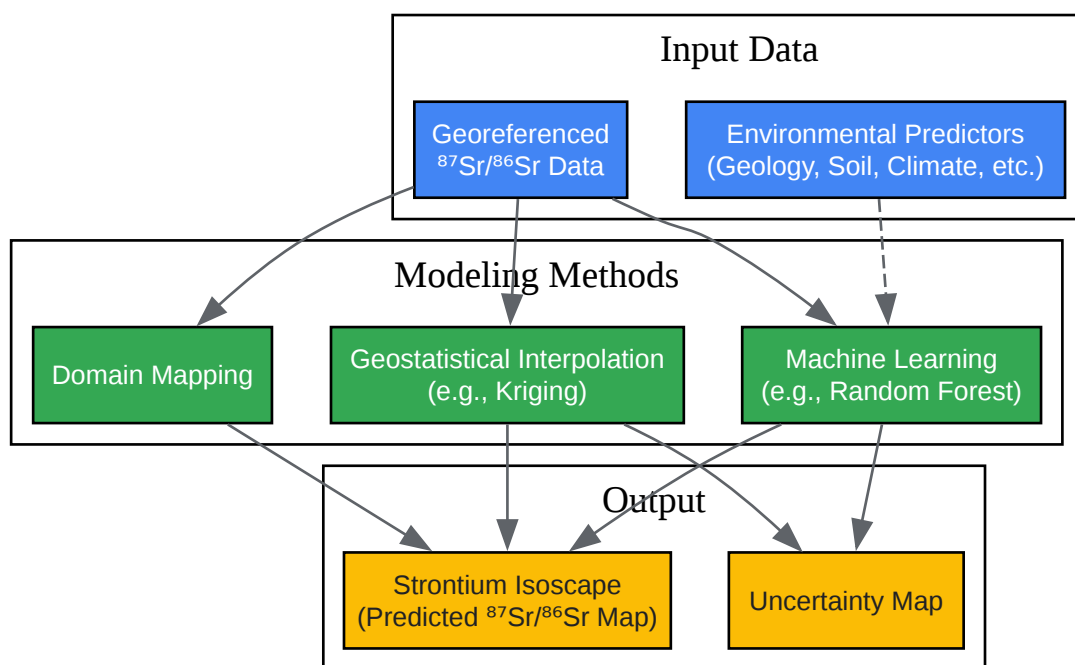 Input Data
Georeferenced
⁸⁷Sr/⁸⁶Sr Data
Environmental Predictors
(Geology, Soil, Climate, etc.)
Modeling Methods
Domain Mapping
Geostatistical Interpolation
(e.g., Kriging)
Machine Learning
(e.g., Random Forest)
Output
Strontium Isoscape
(Predicted ⁸⁷Sr/⁸⁶Sr Map)
Uncertainty Map